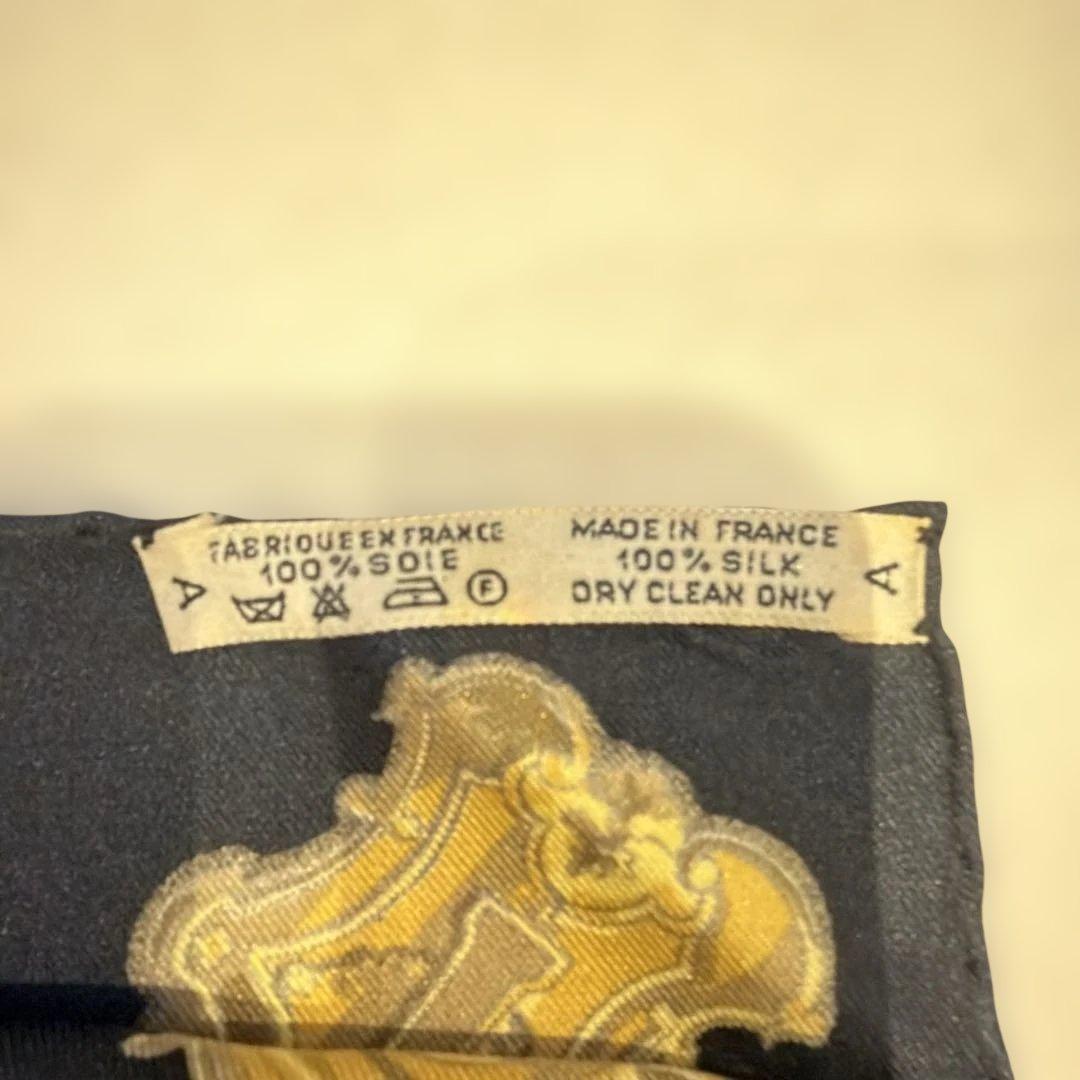 A
FABRIQUE EN FRANCE
100% SOIE
F
MADE IN FRANCE
100% SILK
DRY CLEAN ONLY
A